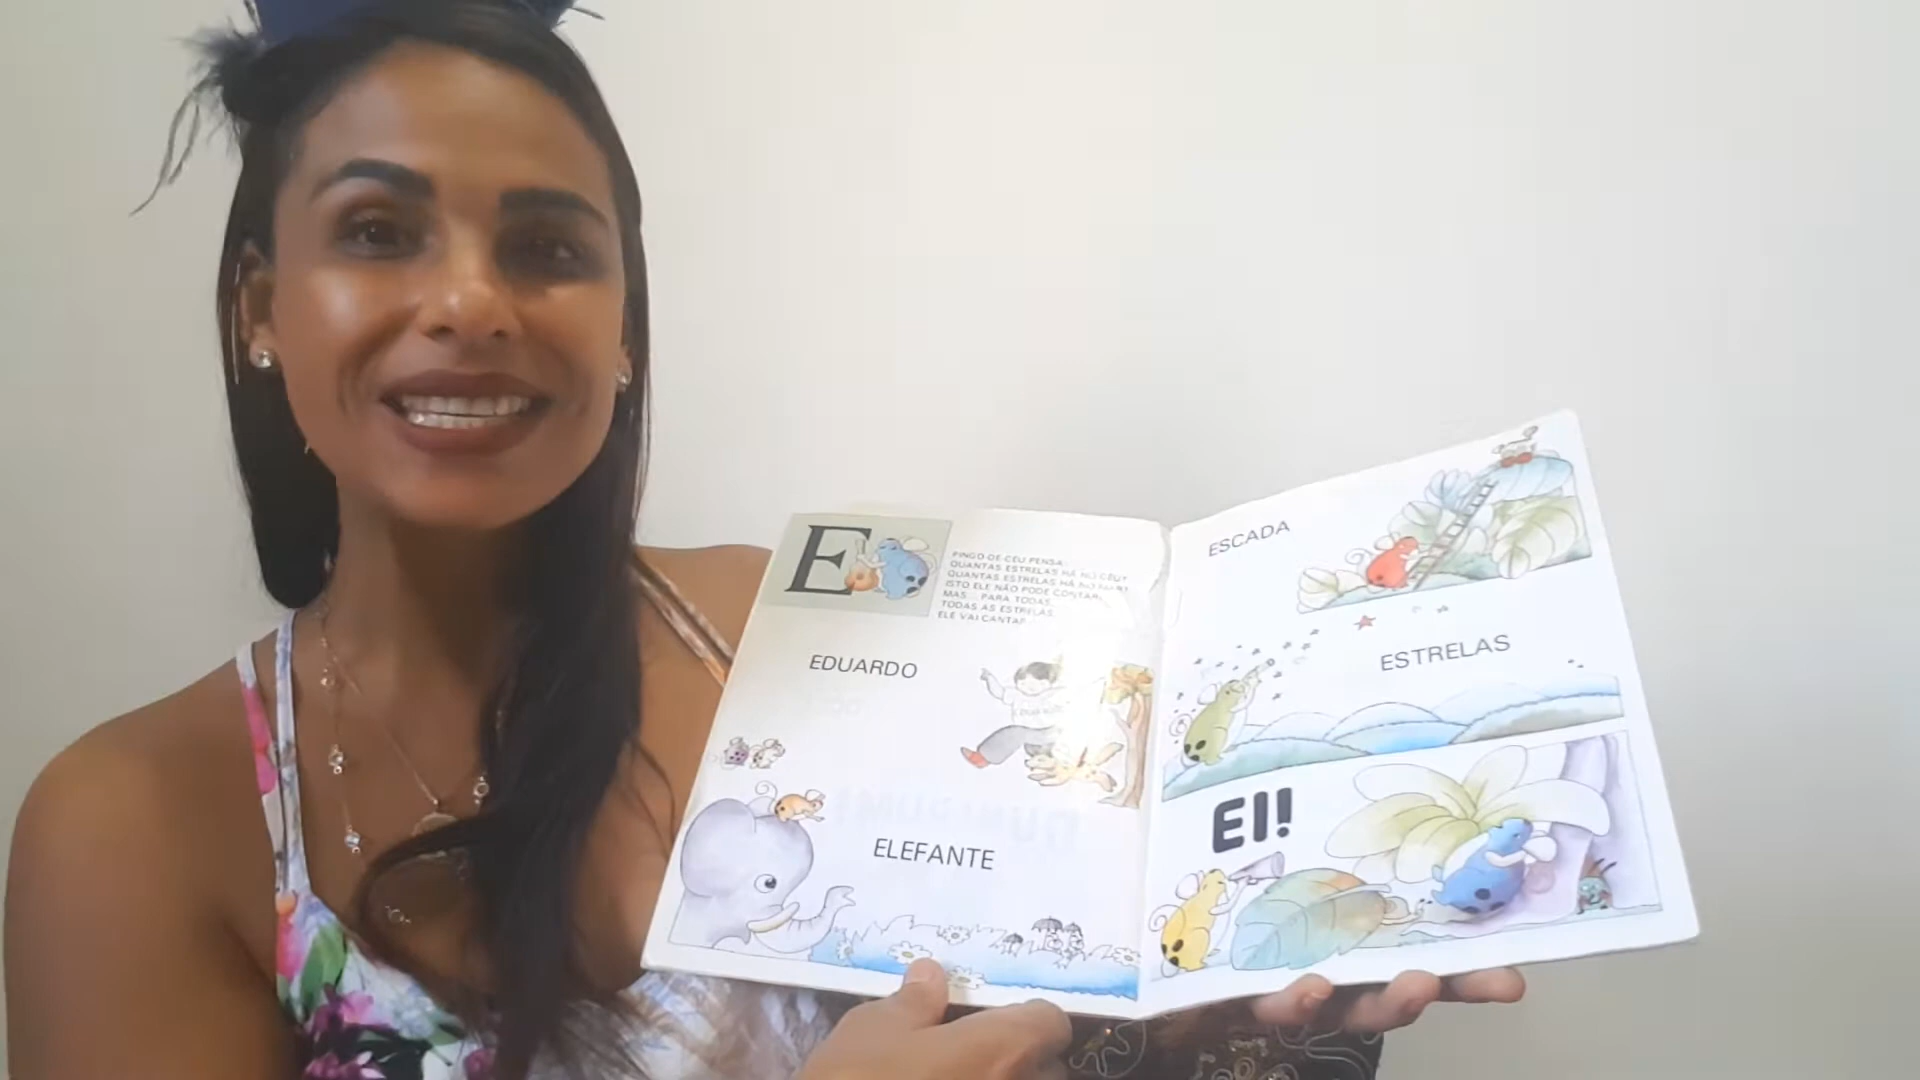 E
PINGO-DE-CÉU PENSA:
QUANTAS ESTRELAS HÁ NO CÉU?
QUANTAS ESTRELAS HÁ NO MAR?
ISTO ELE NÃO PODE CONTAR,
MAS... PARA TODAS,
TODAS AS ESTRELAS
ELE VAI CANTAR
EDUARDO
ELEFANTE
ESCADA
ESTRELAS
EI!